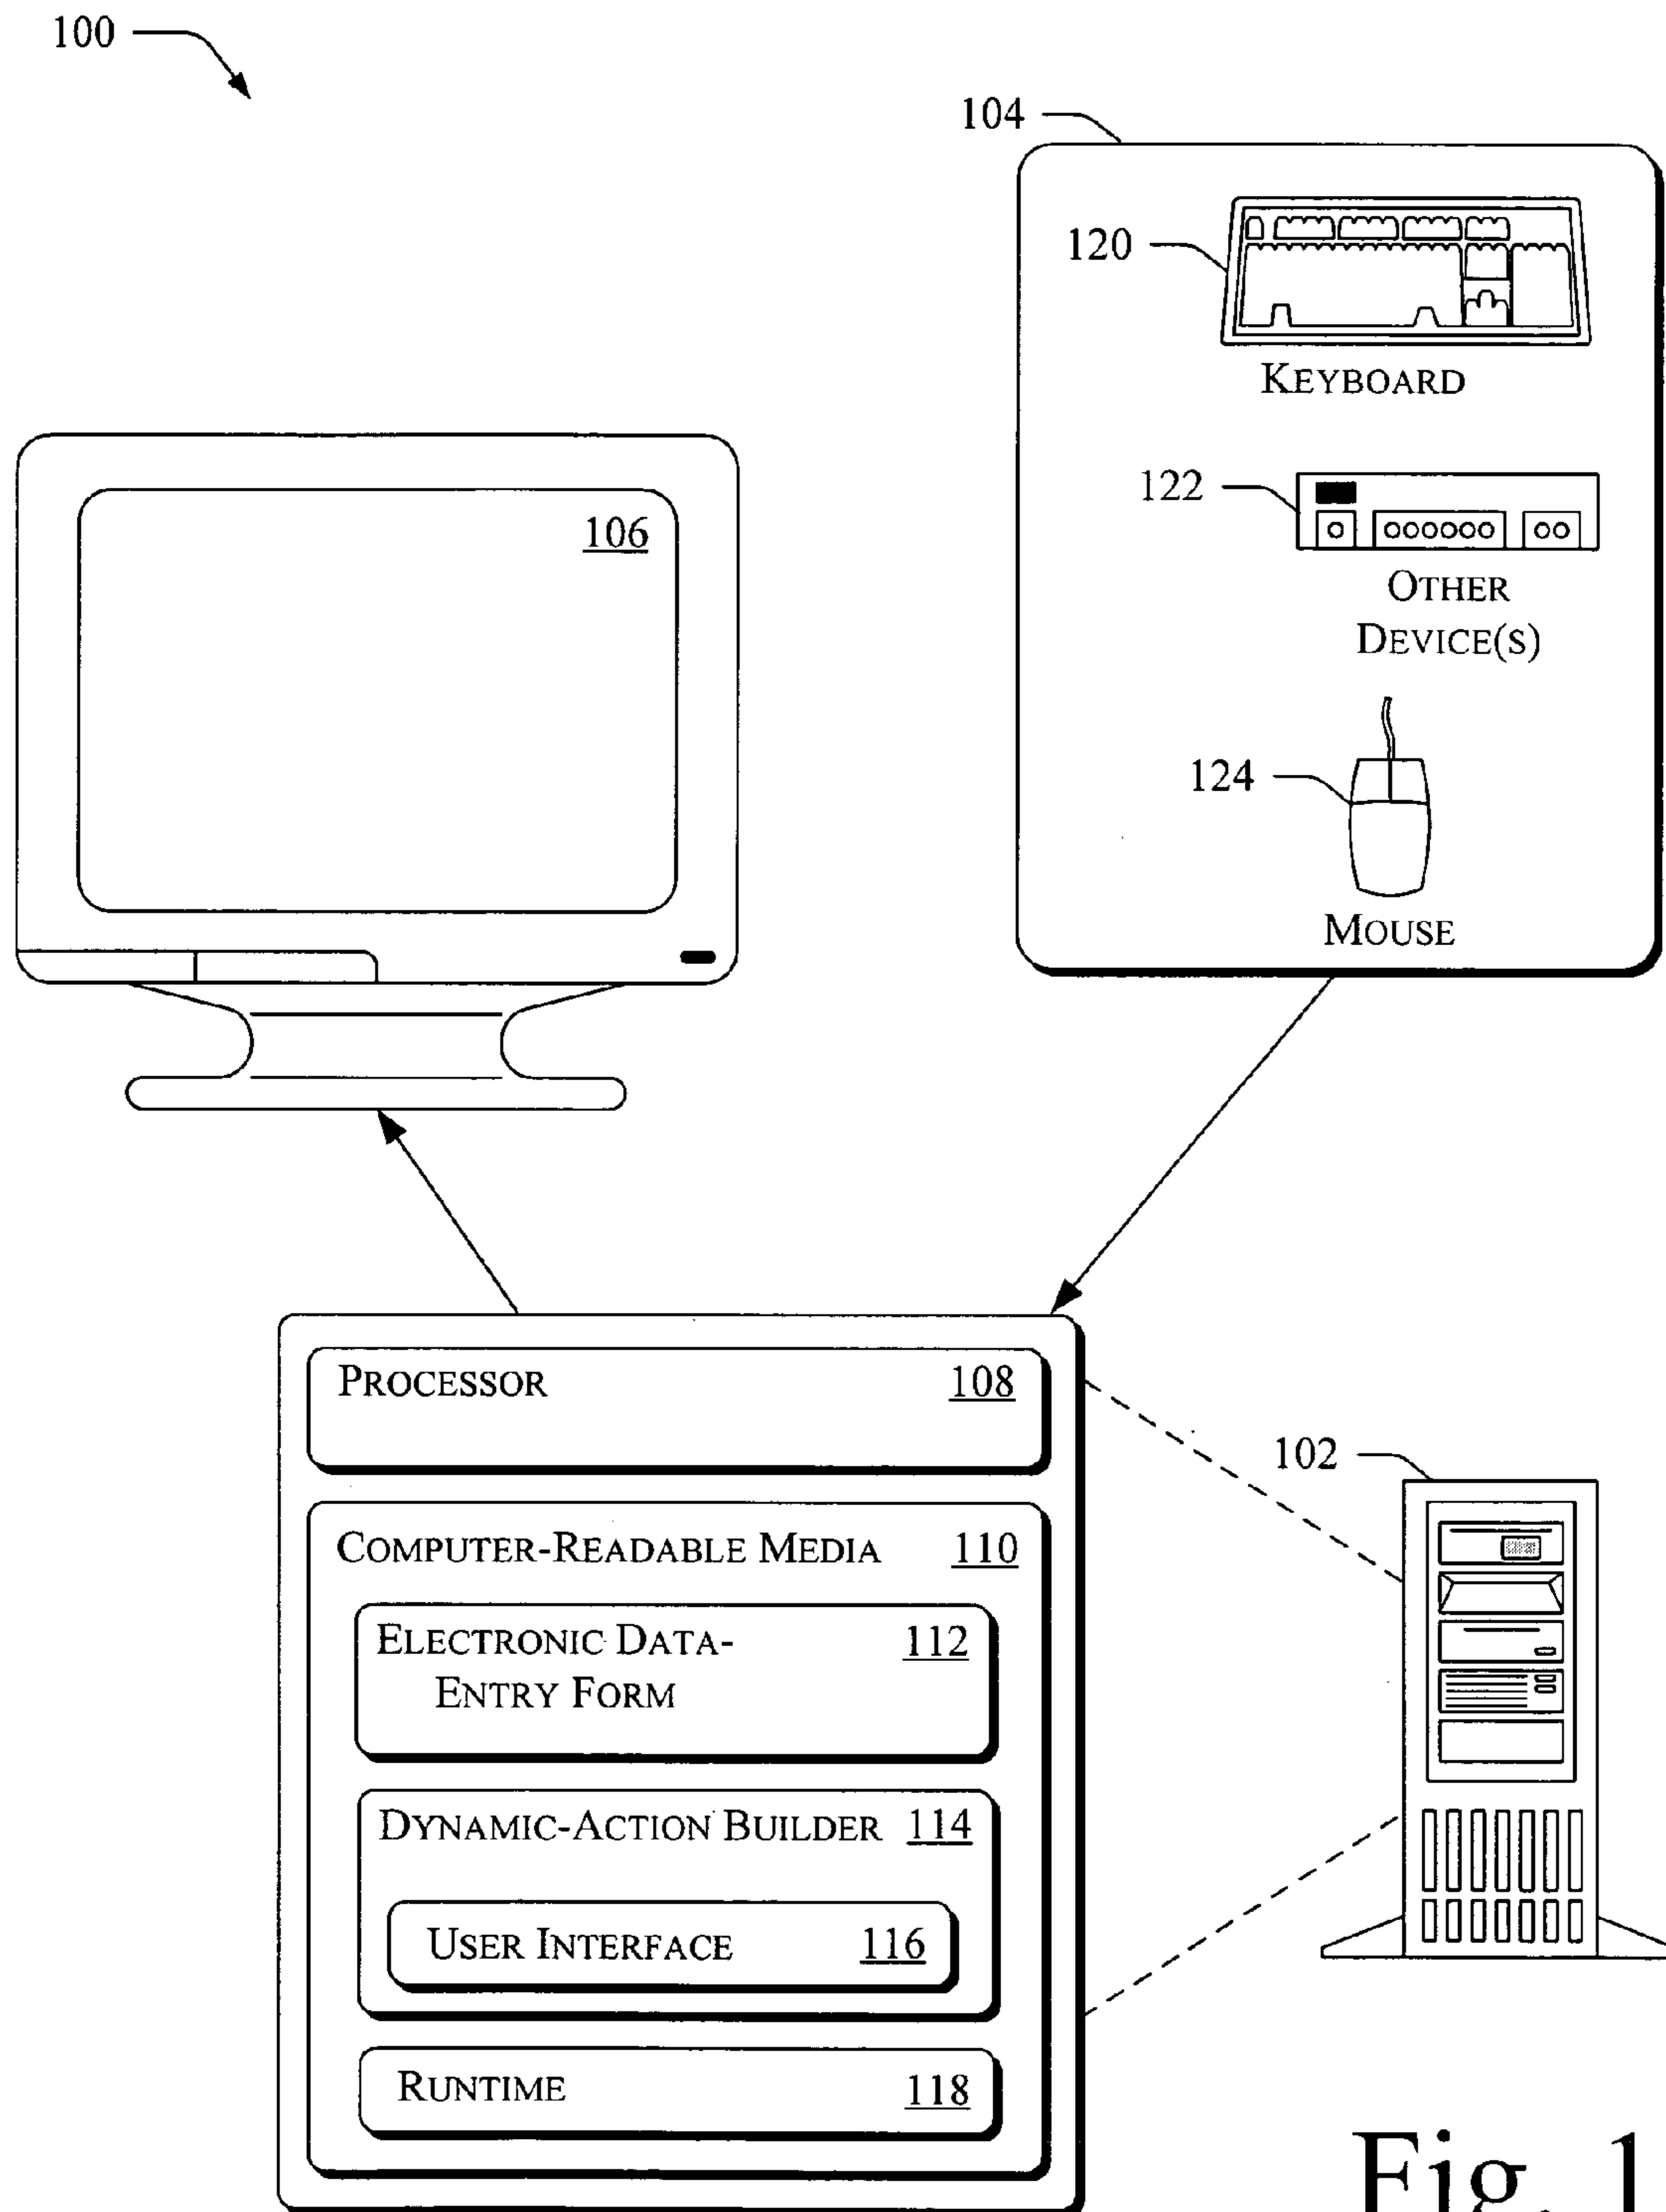 100
104
120
KEYBOARD
106
122
OTHER
DEVICE(S)
124
MOUSE
PROCESSOR 108
102
COMPUTER-READABLE MEDIA 110
ELECTRONIC DATA- 112
ENTRY FORM
DYNAMIC-ACTION BUILDER 114
USER INTERFACE 116
RUNTIME 118
Fig. 1